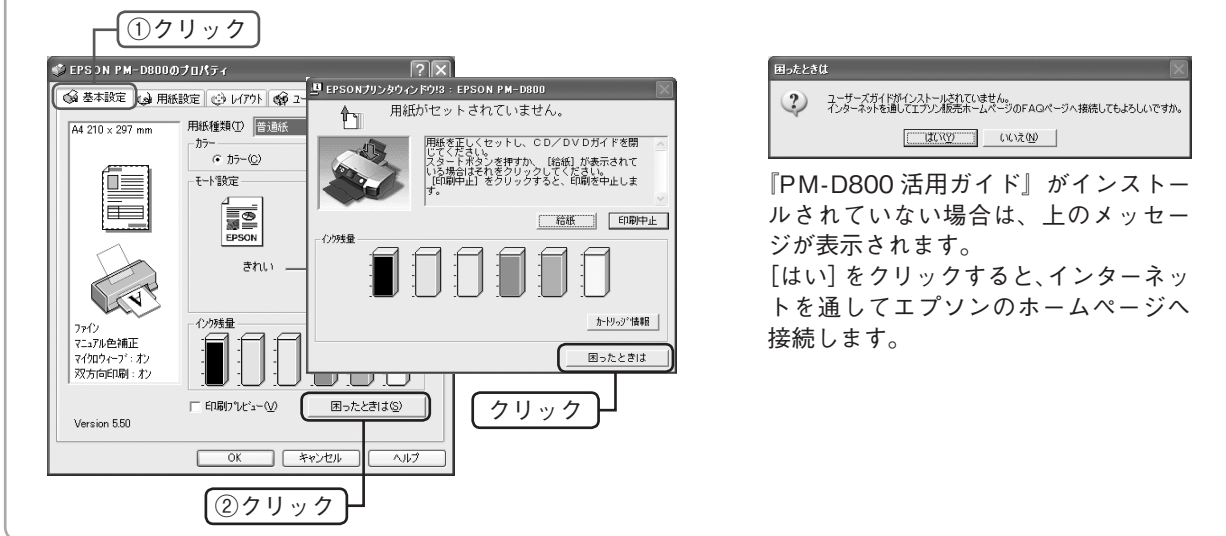 ①クリック
EPSON PM-D800のプロパティ
基本設定
用紙設定
レイアウト
ユー
A4 210 x 297 mm
用紙種類(T)
普通紙
カラー
カラー(C)
モード設定
EPSON
きれい
ファイン
マニュアル色補正
マイクロウィーブ：オン
双方向印刷：オン
インク残量
Version 5.50
印刷プレビュー(V)
困ったときは(S)
OK
キャンセル
ヘルプ
②クリック
EPSONプリンタウィンドウ!3 : EPSON PM-D800
用紙がセットされていません。
用紙を正しくセットし、ＣＤ／ＤＶＤガイドを閉
じてください。
スタートボタンを押すか、［給紙］が表示されて
いる場合はそれをクリックしてください。
［印刷中止］をクリックすると、印刷を中止しま
す。
給紙
印刷中止
インク残量
カートリッジ情報
困ったときは
クリック
困ったときは
ユーザーズガイドがインストールされていません。
インターネットを通してエプソン販売ホームページのFAQページへ接続してもよろしいですか。
はい(Y)
いいえ(N)
『PM-D800 活用ガイド』がインストー
ルされていない場合は、上のメッセー
ジが表示されます。
［はい］をクリックすると、インターネッ
トを通してエプソンのホームページへ
接続します。